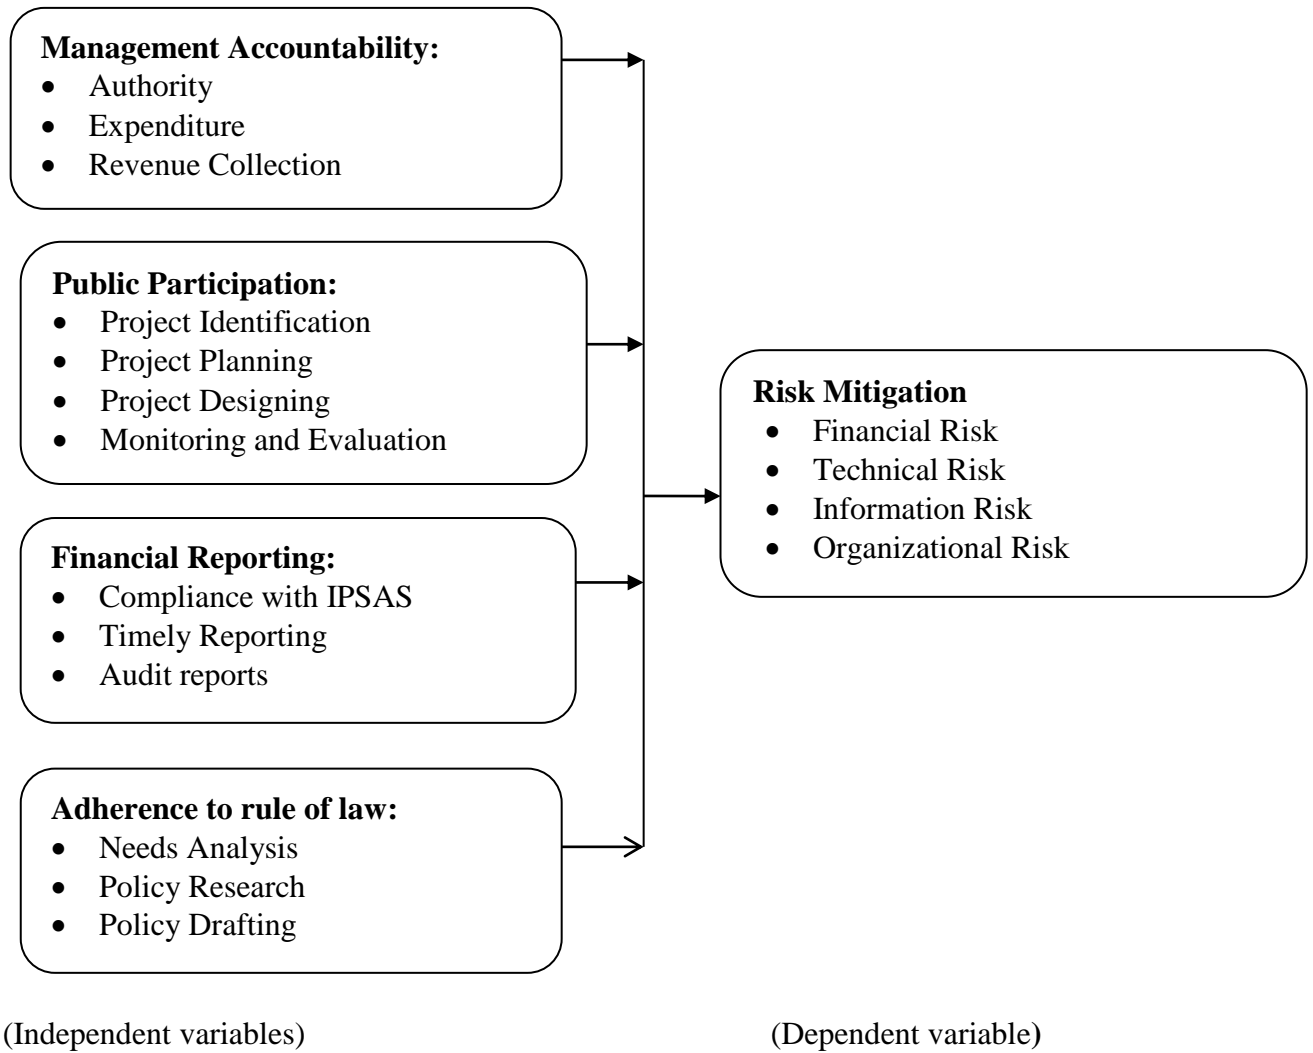 Management Accountability:
• Authority
• Expenditure
• Revenue Collection
Public Participation:
• Project Identification
• Project Planning
• Project Designing
• Monitoring and Evaluation
Financial Reporting:
• Compliance with IPSAS
• Timely Reporting
• Audit reports
Adherence to rule of law:
• Needs Analysis
• Policy Research
• Policy Drafting
Risk Mitigation
• Financial Risk
• Technical Risk
• Information Risk
• Organizational Risk
(Independent variables)
(Dependent variable)